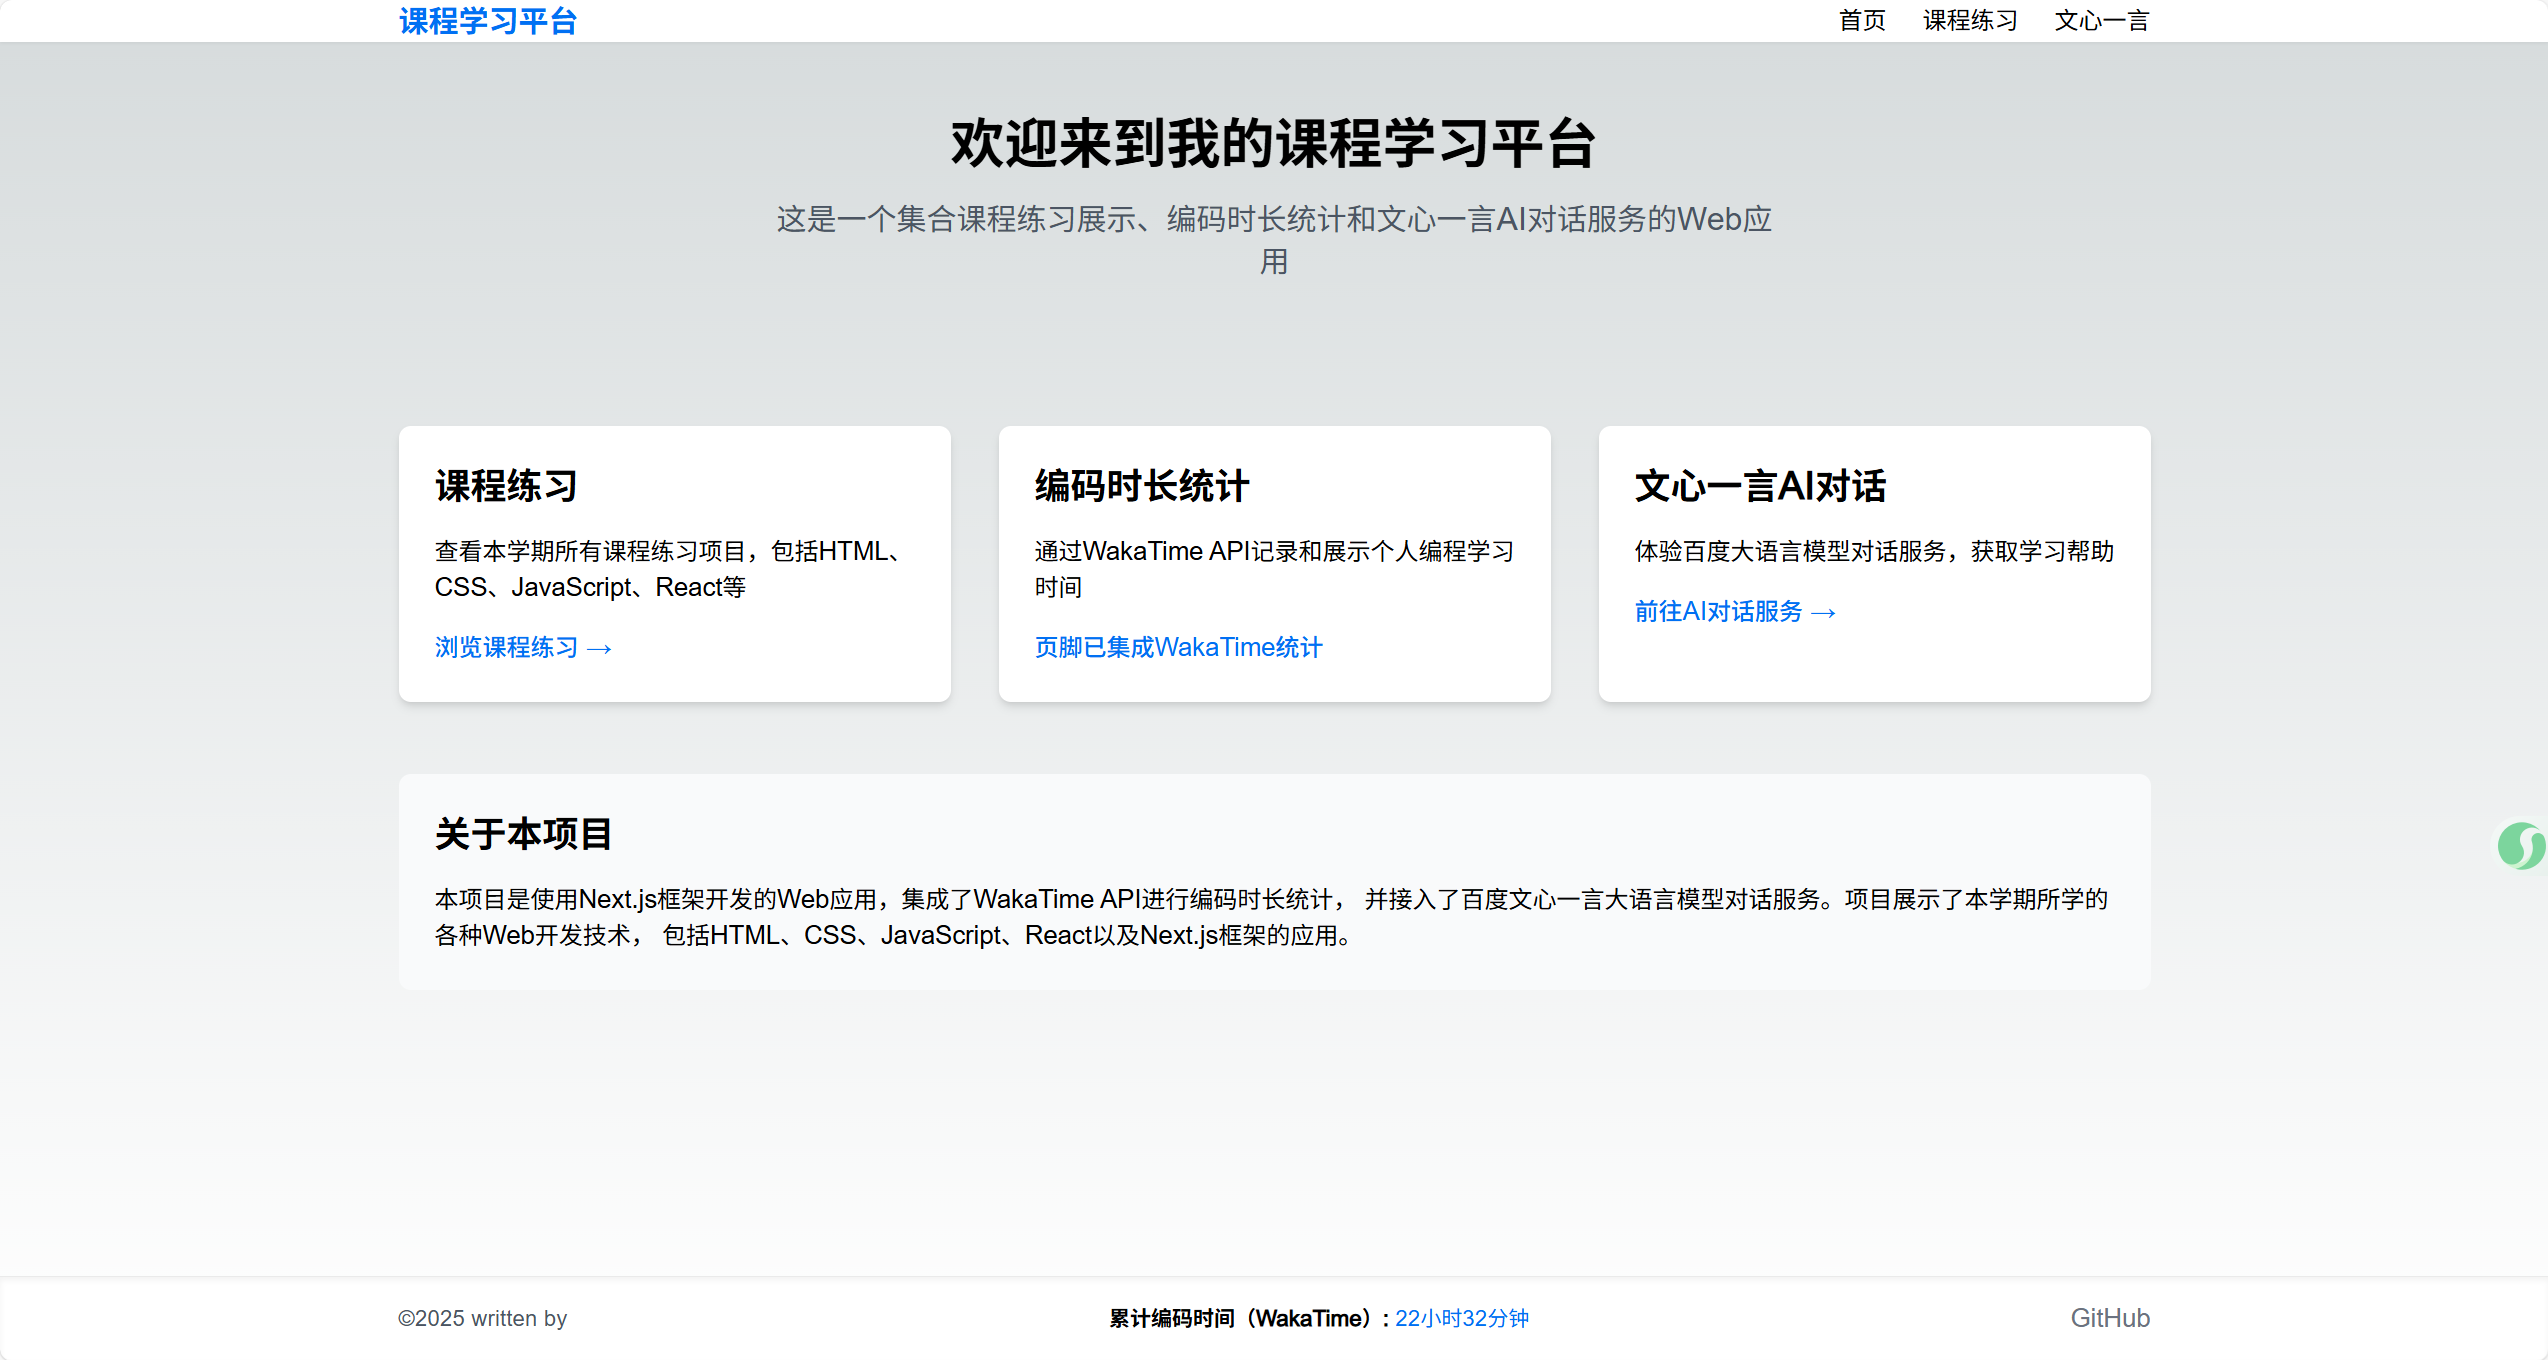 课程学习平台
首页 课程练习 文心一言
欢迎来到我的课程学习平台
这是一个集合课程练习展示、编码时长统计和文心一言AI对话服务的Web应
用
课程练习
查看本学期所有课程练习项目，包括HTML、
CSS、JavaScript、React等
浏览课程练习 →
编码时长统计
通过WakaTime API记录和展示个人编程学习
时间
页脚已集成WakaTime统计
文心一言AI对话
体验百度大语言模型对话服务，获取学习帮助
前往AI对话服务 →
关于本项目
本项目是使用Next.js框架开发的Web应用，集成了WakaTime API进行编码时长统计， 并接入了百度文心一言大语言模型对话服务。项目展示了本学期所学的
各种Web开发技术， 包括HTML、CSS、JavaScript、React以及Next.js框架的应用。
©2025 written by
累计编码时间（WakaTime）: 22小时32分钟
GitHub